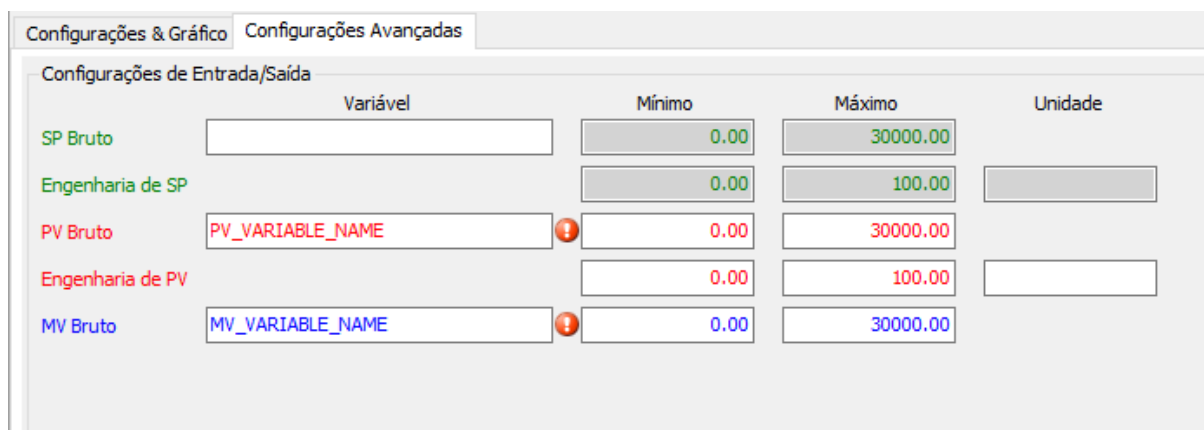 Configurações & Gráfico Configurações Avançadas
Configurações de Entrada/Saída
Variável Mínimo Máximo Unidade
SP Bruto 0.00 30000.00
Engenharia de SP 0.00 100.00
PV Bruto PV_VARIABLE_NAME 0.00 30000.00
Engenharia de PV 0.00 100.00
MV Bruto MV_VARIABLE_NAME 0.00 30000.00